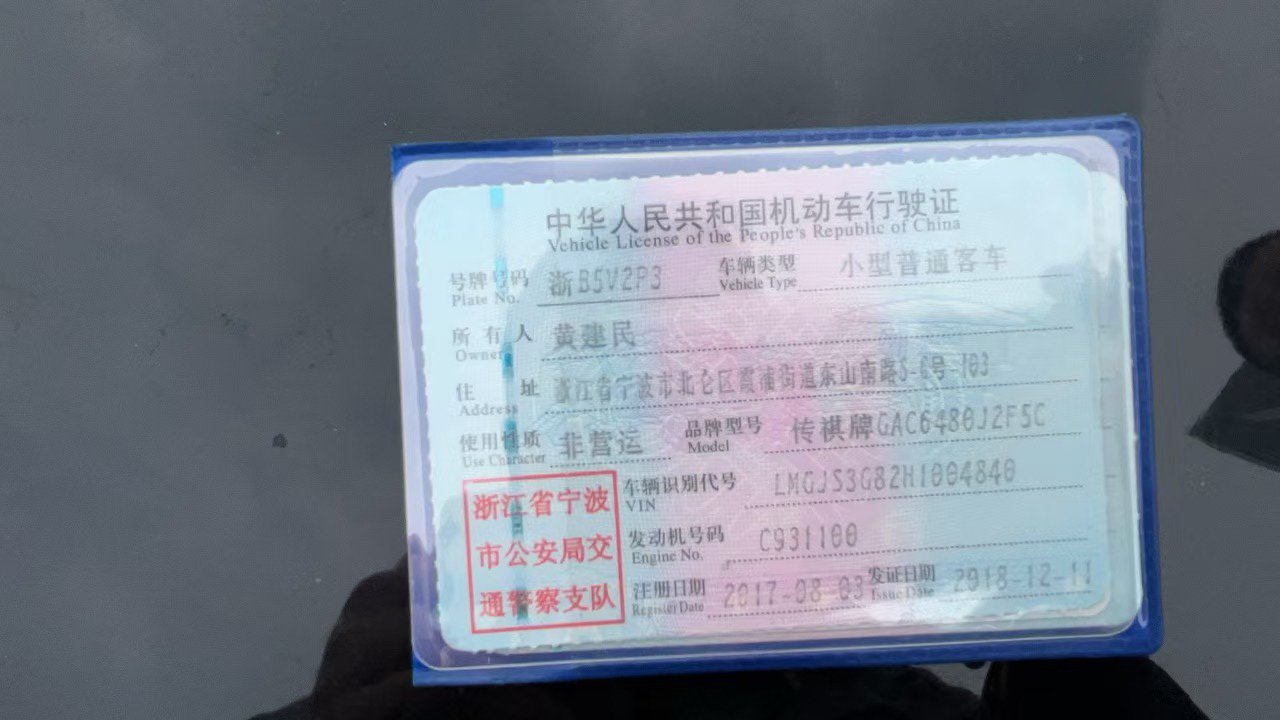 中华人民共和国机动车行驶证
Vehicle License of the People's Republic of China
号牌号码 浙B5V2P3 车辆类型 小型普通客车
Plate No. Vehicle Type
所有人 黄建民
Owner
住址 浙江省宁波市北仑区霞浦街道东山南路5-6号-103
Address
使用性质 非营运 品牌型号 传祺牌GAC6480J2F5C
Use Character Model
浙江省宁波
市公安局交
通警察支队
车辆识别代号 LMGJS3G82H1004840
VIN
发动机号码 C931100
Engine No.
注册日期 2017-08-03 发证日期 2018-12-11
Register Date Issue Date